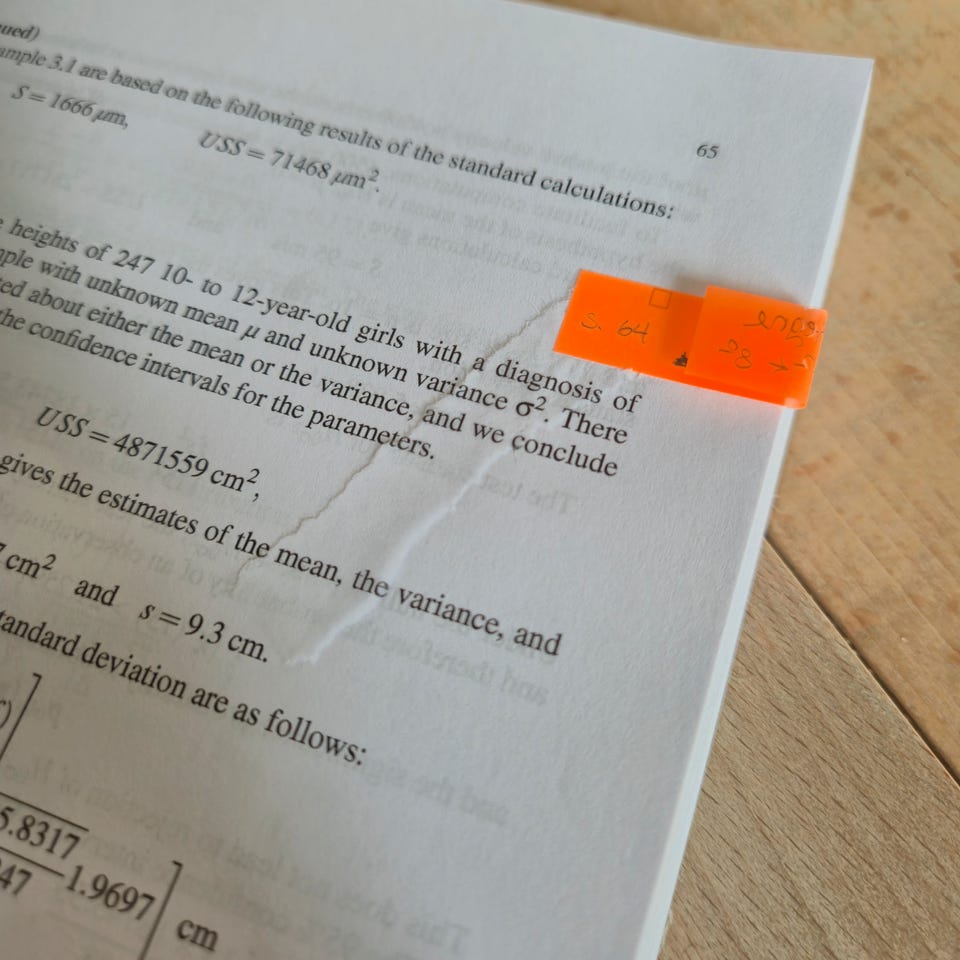 ued)
ample 3.1 are based on the following results of the standard calculations:
S = 1666 μm, USS = 71468 μm².
65
heights of 247 10- to 12-year-old girls with a diagnosis of
mple with unknown mean μ and unknown variance σ². There
ted about either the mean or the variance, and we conclude
the confidence intervals for the parameters.
S. 64
USS = 4871559 cm²,
gives the estimates of the mean, the variance, and
cm² and s = 9.3 cm.
tandard deviation are as follows:
5.8317
47
1.9697
cm